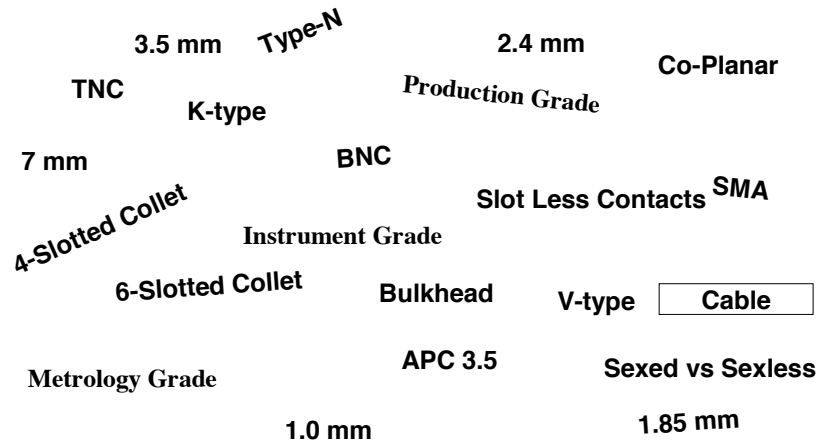 3.5 mm
Type-N
2.4 mm
Co-Planar
TNC
K-type
Production Grade
7 mm
BNC
4-Slotted Collet
Slot Less Contacts
SMA
Instrument Grade
6-Slotted Collet
Bulkhead
V-type
Cable
Metrology Grade
APC 3.5
Sexed vs Sexless
1.0 mm
1.85 mm